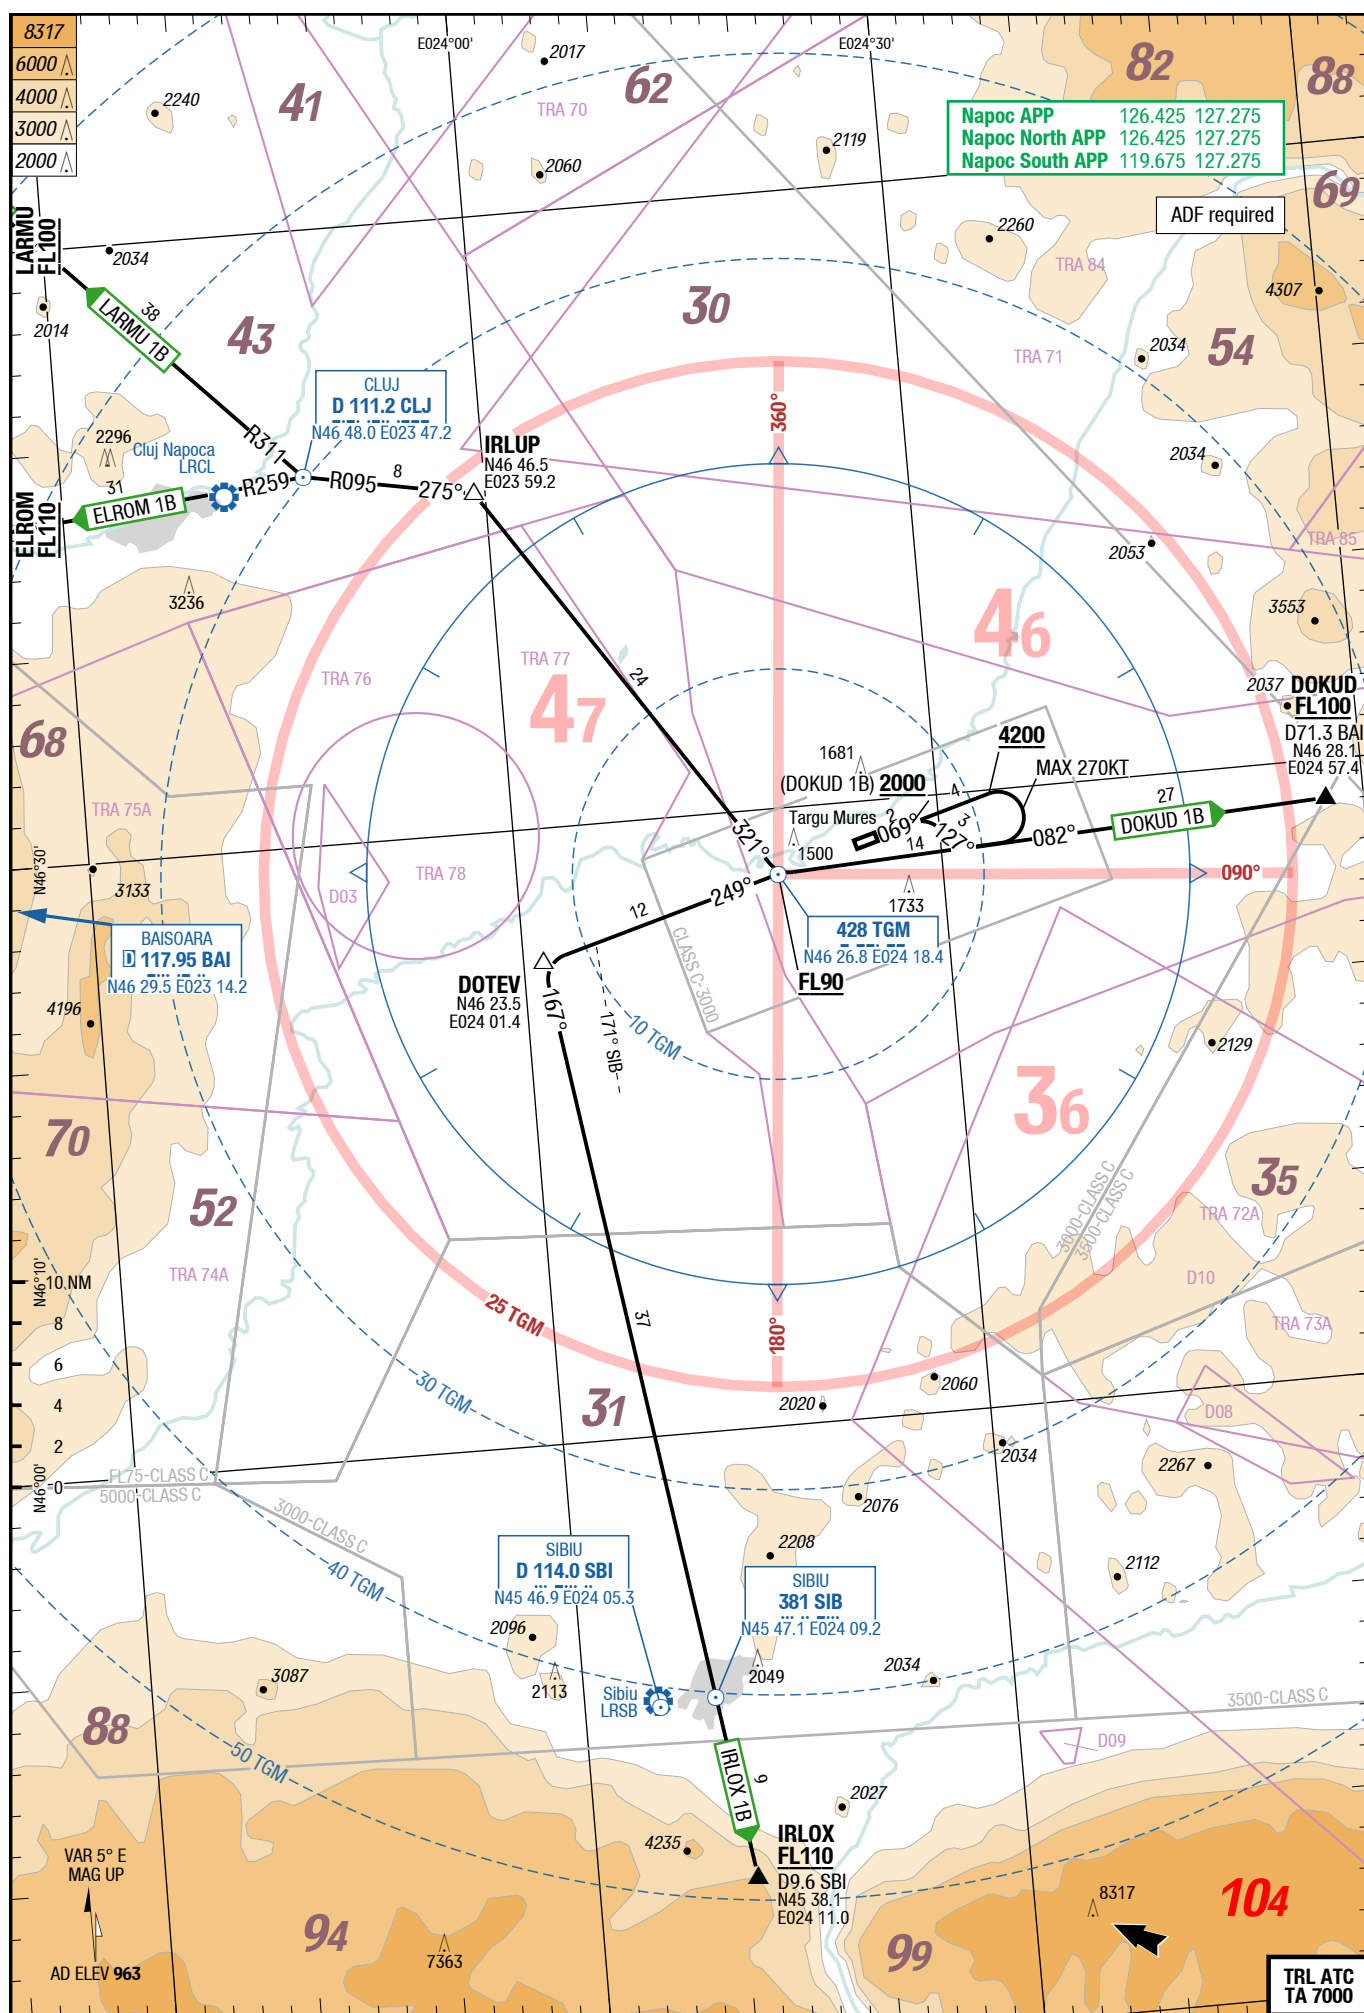 8317
6000
4000
3000
2000
E024°00'
E024°30'
2017
41
62
82
88
2240
TRA 70
2060
2119
Napoc APP 126.425 127.275
Napoc North APP 126.425 127.275
Napoc South APP 119.675 127.275
69
ADF required
LARMU
FL100
2034
2260
TRA 84
4307
2014
38
LARMU 1B
43
30
TRA 71
2034
54
CLUJ
D 111.2 CLJ
N46 48.0 E023 47.2
360°
2296
Cluj Napoca
LRCL
R311
IRLUP
N46 46.5
E023 59.2
2034
31
ELROM 1B
R259
R095
8
275°
ELROM
FL110
2053
TRA 85
3236
3553
46
TRA 76
TRA 77
24
47
2037
DOKUD
FL100
D71.3 BAI
N46 28.1
E024 57.4
68
4200
MAX 270KT
1681
(DOKUD 1B) 2000
4
27
DOKUD 1B
TRA 75A
Targu Mures
2
069°
3
127°
082°
321°
1500
14
N46°30'
3133
TRA 78
D03
249°
090°
12
1733
428 TGM
N46 26.8 E024 18.4
BAISOARA
D 117.95 BAI
N46 29.5 E023 14.2
CLASS C-3000
FL90
DOTEV
N46 23.5
E024 01.4
167°
171° SIB
10 TGM
4196
2129
36
70
52
35
3000-CLASS C
3500-CLASS C
TRA 72A
TRA 74A
D10
N46°10'
10 NM
8
6
4
2
0
25 TGM
37
180°
TRA 73A
30 TGM
31
2020
2060
D08
2034
2267
N46°00'
FL75-CLASS C
5000-CLASS C
3000-CLASS C
2076
2208
40 TGM
SIBIU
D 114.0 SBI
N45 46.9 E024 05.3
SIBIU
381 SIB
N45 47.1 E024 09.2
2112
2096
2113
2049
2034
3087
Sibiu
LRSB
3500-CLASS C
88
50 TGM
D09
IRLOX 1B
9
2027
4235
IRLOX
FL110
D9.6 SBI
N45 38.1
E024 11.0
VAR 5° E
MAG UP
8317
104
94
7363
99
AD ELEV 963
TRL ATC
TA 7000